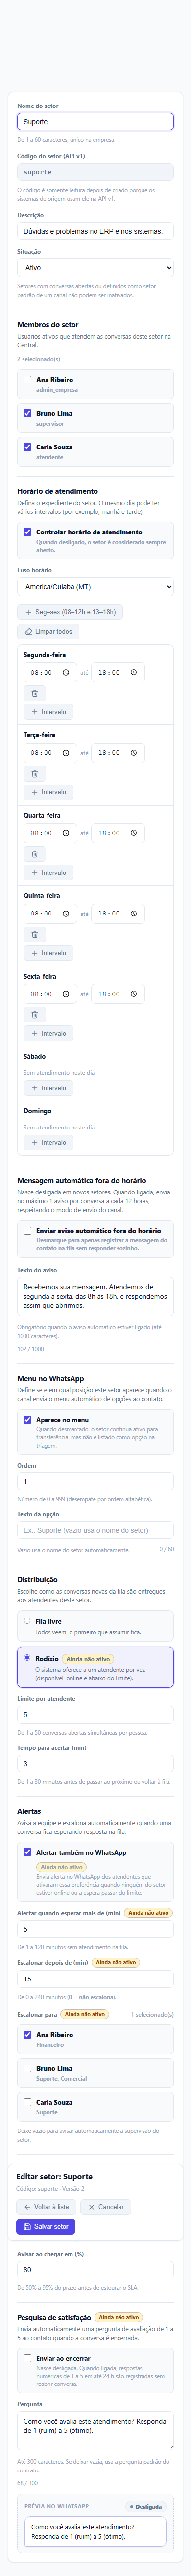 Nome do setor
Suporte
De 1 a 60 caracteres, único na empresa.
Código do setor (API v1)
suporte
O código é somente leitura depois de criado porque os
sistemas de origem usam ele na API v1.
Descrição
Dúvidas e problemas no ERP e nos sistemas.
Situação
Ativo
Setores com conversas abertas ou definidos como setor
padrão de um canal não podem ser inativados.
Membros do setor
Usuários ativos que atendem as conversas deste setor na
Central.
2 selecionado(s)
Ana Ribeiro
admin_empresa
Bruno Lima
supervisor
Carla Souza
atendente
Horário de atendimento
Defina o expediente do setor. O mesmo dia pode ter
vários intervalos (por exemplo, manhã e tarde).
Controlar horário de atendimento
Quando desligado, o setor é considerado sempre
aberto.
Fuso horário
America/Cuiaba (MT)
Seg–sex (08–12h e 13–18h)
Limpar todos
Segunda-feira
08:00 até 18:00
Intervalo
Terça-feira
08:00 até 18:00
Intervalo
Quarta-feira
08:00 até 18:00
Intervalo
Quinta-feira
08:00 até 18:00
Intervalo
Sexta-feira
08:00 até 18:00
Intervalo
Sábado
Sem atendimento neste dia.
Intervalo
Domingo
Sem atendimento neste dia.
Intervalo
Mensagem automática fora do horário
Nasce desligada em novos setores. Quando ligada, envia
no máximo 1 aviso por conversa a cada 12 horas,
respeitado o modo de envio do canal.
Enviar aviso automático fora do horário
Desmarque para apenas registrar a mensagem do
contato na fila sem responder sozinho.
Texto do aviso
Recebemos sua mensagem. Atendemos de
segunda a sexta, das 8h às 18h, e respondemos
assim que abrirmos.
Obrigatório quando o aviso automático estiver ligado (até
1000 caracteres).
102 / 1000
Menu no WhatsApp
Define se e em qual posição este setor aparece quando o
canal envia o menu automático de opções ao contato.
Aparece no menu
Quando desmarcado, o setor continua ativo para
transferência, mas não é listado como opção na
triagem.
Ordem
1
Número de 0 a 999 (desempate por ordem alfabética).
Texto da opção
Ex.: Suporte (vazio usa o nome do setor)
Vazio usa o nome do setor automaticamente. 0 / 60
Distribuição
Escolhe como as conversas novas da fila são entregues
aos atendentes deste setor.
Fila livre
Todos veem, o primeiro que assumir fica.
Rodízio Ainda não ativo
O sistema oferece a um atendente por vez
(disponível, online e abaixo do limite).
Limite por atendente
5
De 1 a 50 conversas abertas simultâneas por pessoa.
Tempo para aceitar (min)
3
De 1 a 30 minutos antes de passar ao próximo ou voltar à fila.
Alertas
Avisa a equipe e escalona automaticamente quando uma
conversa fica esperando resposta na fila.
Alertar também no WhatsApp
Ainda não ativo
Envia alerta no WhatsApp dos atendentes que
ativaram essa preferência quando ninguém do setor
estiver online ou a espera passar do limite.
Alertar quando esperar mais de (min) Ainda não ativo
5
De 1 a 120 minutos sem atendimento na fila.
Escalonar depois de (min) Ainda não ativo
15
De 0 a 240 minutos (0 = não escalona).
Escalonar para Ainda não ativo 1 selecionado(s)
Ana Ribeiro
Financeiro
Bruno Lima
Suporte, Comercial
Carla Souza
Suporte
Deixe vazio para avisar automaticamente a supervisão do
setor.
Editar setor: Suporte
Código: suporte · Versão 2
Voltar à lista
Cancelar
Salvar setor
Avisar ao chegar em (%)
80
De 50% a 95% do prazo antes de estourar o SLA.
Pesquisa de satisfação Ainda não ativo
Envia automaticamente uma pergunta de avaliação de 1 a
5 ao contato quando a conversa é encerrada.
Enviar ao encerrar
Nasce desligada. Quando ligada, respostas
numéricas de 1 a 5 em até 24 h são registradas sem
reabrir conversa.
Pergunta
Como você avalia este atendimento? Responda
de 1 (ruim) a 5 (ótimo).
Até 300 caracteres. Se deixar vazio, usa a pergunta padrão do
contrato.
68 / 300
PRÉVIA NO WHATSAPP
Desligado
Como você avalia este atendimento?
Responda de 1 (ruim) a 5 (ótimo).